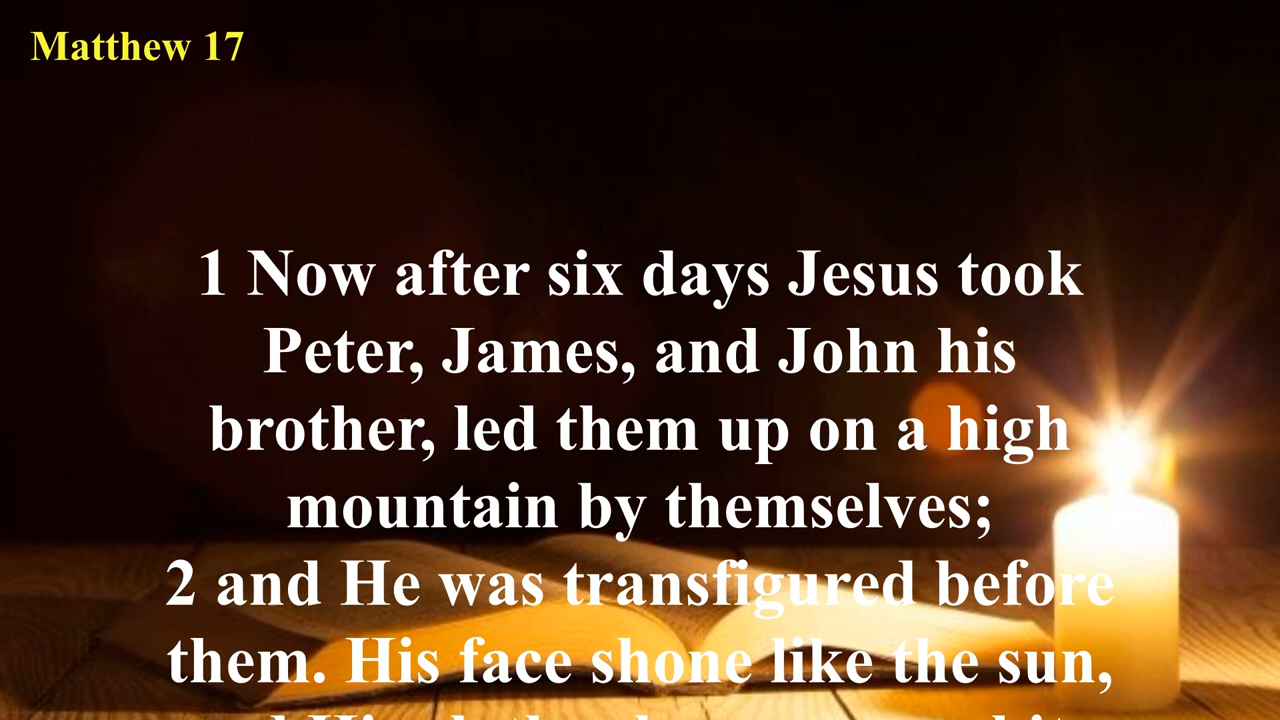 Matthew 17
1 Now after six days Jesus took
Peter, James, and John his
brother, led them up on a high
mountain by themselves;
2 and He was transfigured before
them. His face shone like the sun,